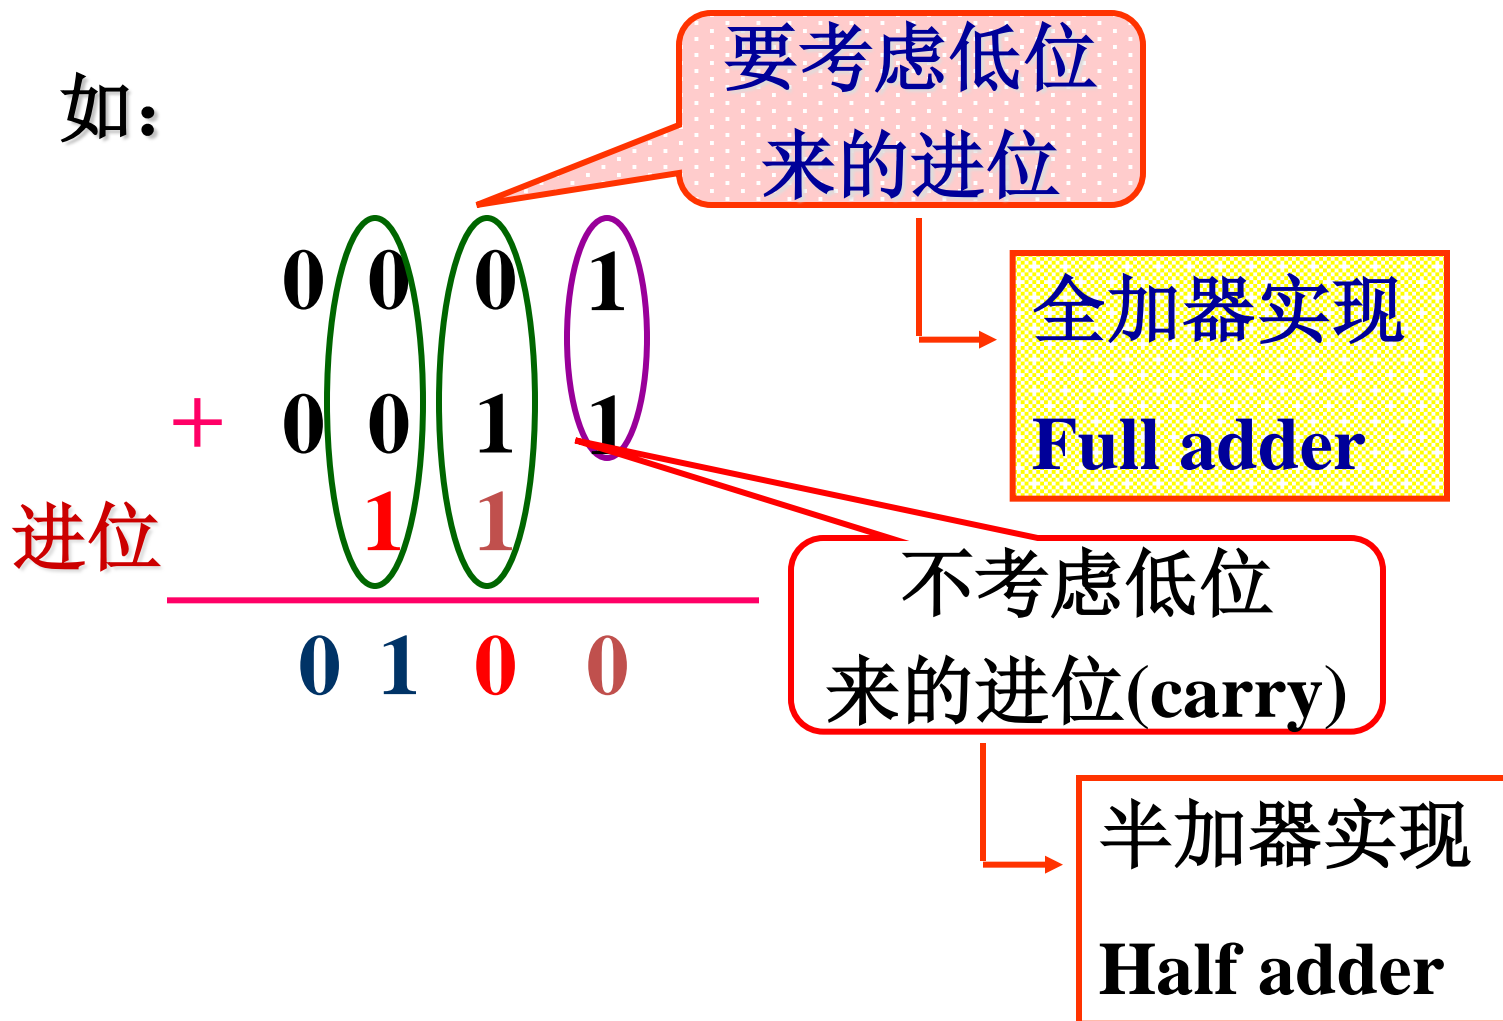 如：
要考虑低位
来的进位
0 0 0 1
+ 0 0 1 1
进位 1 1
0 1 0 0
全加器实现
Full adder
不考虑低位
来的进位(carry)
半加器实现
Half adder